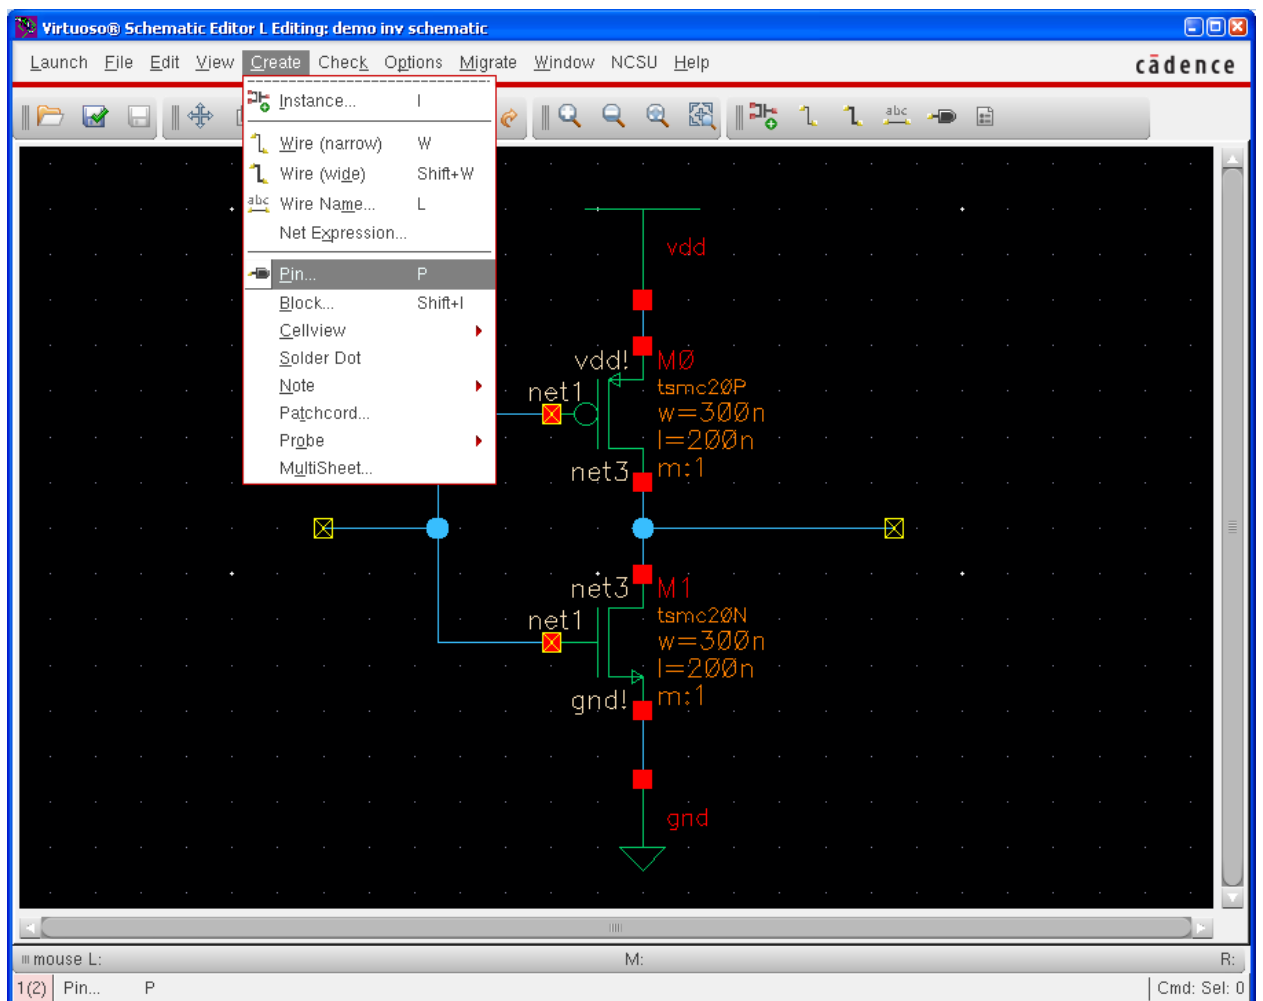 Virtuoso® Schematic Editor L Editing: demo inv schematic
Launch File Edit View Create Check Options Migrate Window NCSU Help
cādence
Instance... I
Wire (narrow) W
Wire (wide) Shift+W
abc Wire Name... L
Net Expression...
Pin... P
Block... Shift+I
Cellview
Solder Dot
Note
Patchcord...
Probe
MultiSheet...
abc
vdd
vdd! M0
net1 tsmc20P
w=300n
l=200n
net3 m:1
net3 M1
net1 tsmc20N
w=300n
l=200n
gnd! m:1
gnd
mouse L: M: R:
1(2) Pin... P Cmd: Sel: 0